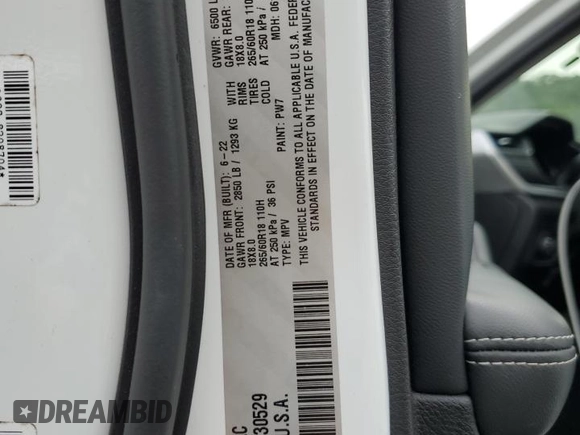 DATE OF MFR (BUILT): 6-22 GVWR: 6500 L
GAWR FRONT: 2850 LB / 1293 KG WITH GAWR REAR:
18X8.0 RIMS 18X8.0
265/60R18 110H TIRES 265/60R18 110
AT 250 kPa / 36 PSI COLD AT 250 kPa /
TYPE: MPV PAINT: PW7 MDH: 06
THIS VEHICLE CONFORMS TO ALL APPLICABLE U.S.A. FEDER
STANDARDS IN EFFECT ON THE DATE OF MANUFAC
30529
U.S.A.
DREAMBID
DREAMBID